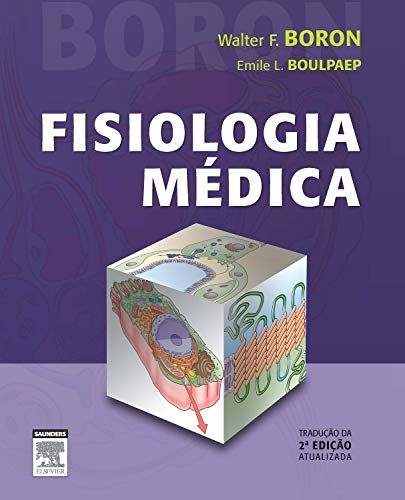 BORON
Walter F. BORON
Emile L. BOULPAEP
FISIOLOGIA
MÉDICA
TRADUÇÃO DA
2ª EDIÇÃO
ATUALIZADA
SAUNDERS
ELSEVIER